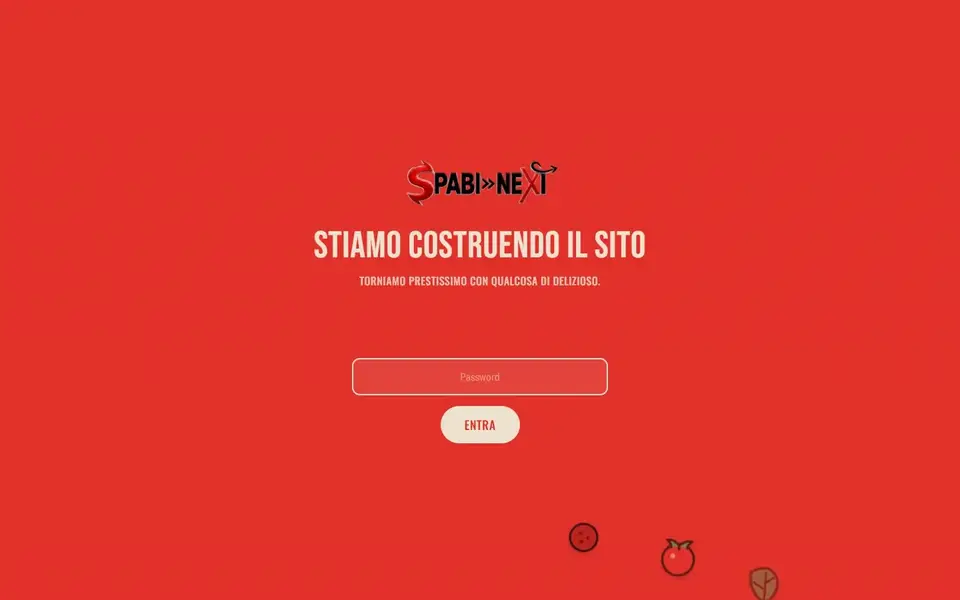 SPABI»NEXT
STIAMO COSTRUENDO IL SITO
TORNIAMO PRESTISSIMO CON QUALCOSA DI DELIZIOSO.
Password
ENTRA